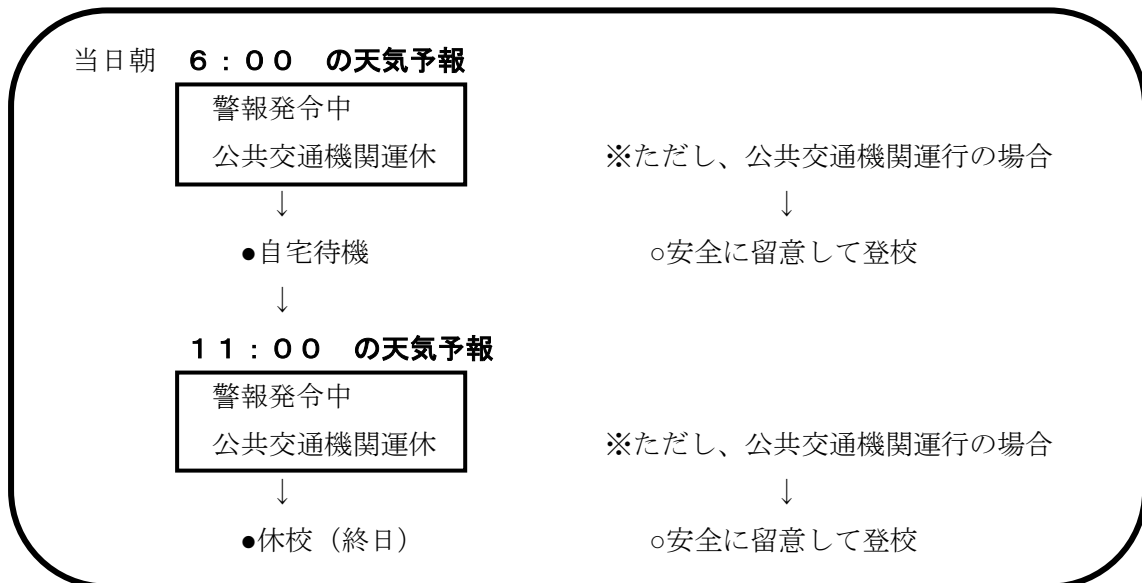 当日朝　６：００　の天気予報
警報発令中
公共交通機関運休　※ただし、公共交通機関運行の場合
↓　↓
●自宅待機　○安全に留意して登校
↓
１１：００　の天気予報
警報発令中
公共交通機関運休　※ただし、公共交通機関運行の場合
↓　↓
●休校（終日）　○安全に留意して登校